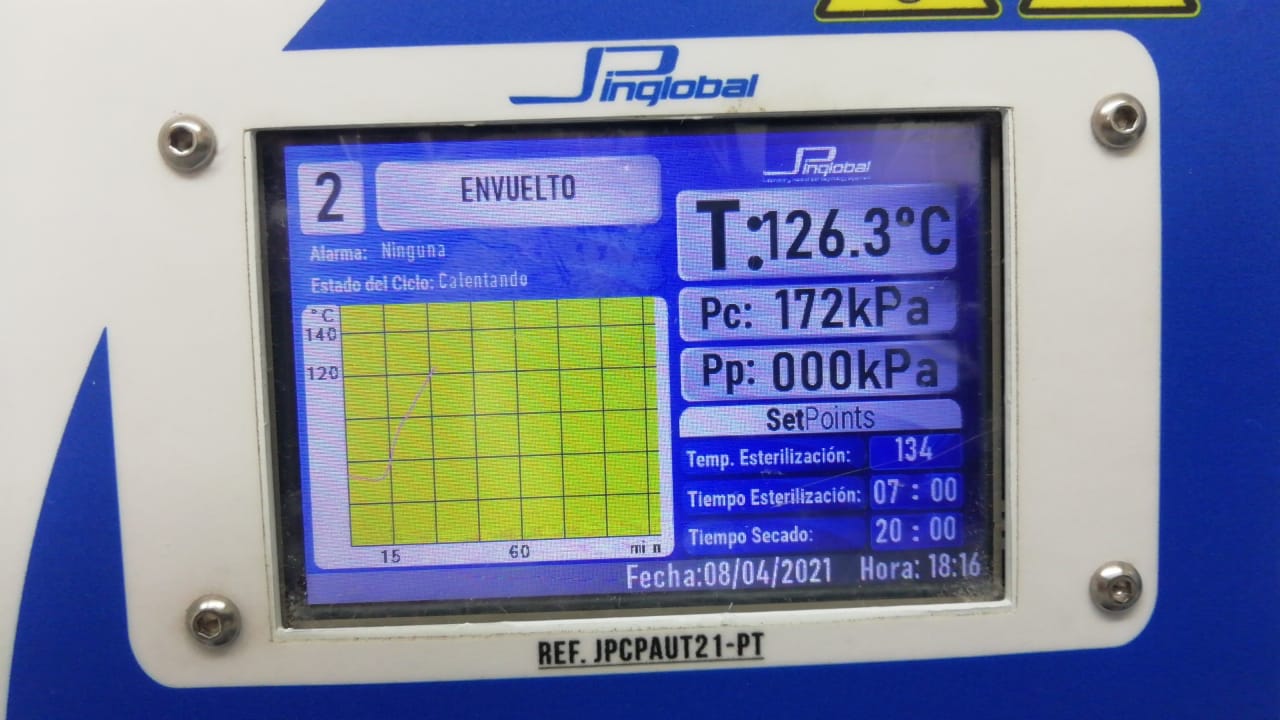 JPinglobal
2
ENVUELTO
JPinglobal
Alarma: Ninguna
Estado del Ciclo: Calentando
T:126.3°C
Pc: 172kPa
Pp: 000kPa
SetPoints
Temp. Esterilización: 134
Tiempo Esterilización: 07 : 00
Tiempo Secado: 20 : 00
°C
140
120
15 60 min
Fecha:08/04/2021 Hora: 18:16
REF. JPCPAUT21-PT